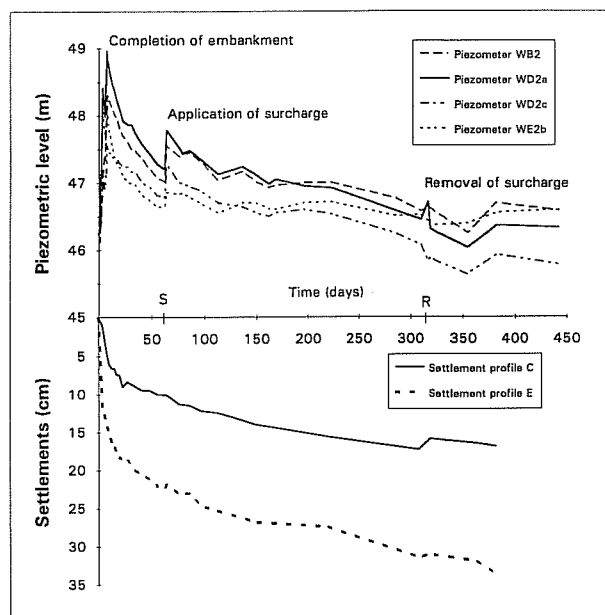 Completion of embankment
Application of surcharge
Removal of surcharge
Piezometer WB2
Piezometer WD2a
Piezometer WD2c
Piezometer WE2b
Piezometric level (m)
49
48
47
46
45
S
Time (days)
R
50 100 150 200 250 300 350 400 450
Settlement profile C
Settlement profile E
Settlements (cm)
5
10
15
20
25
30
35